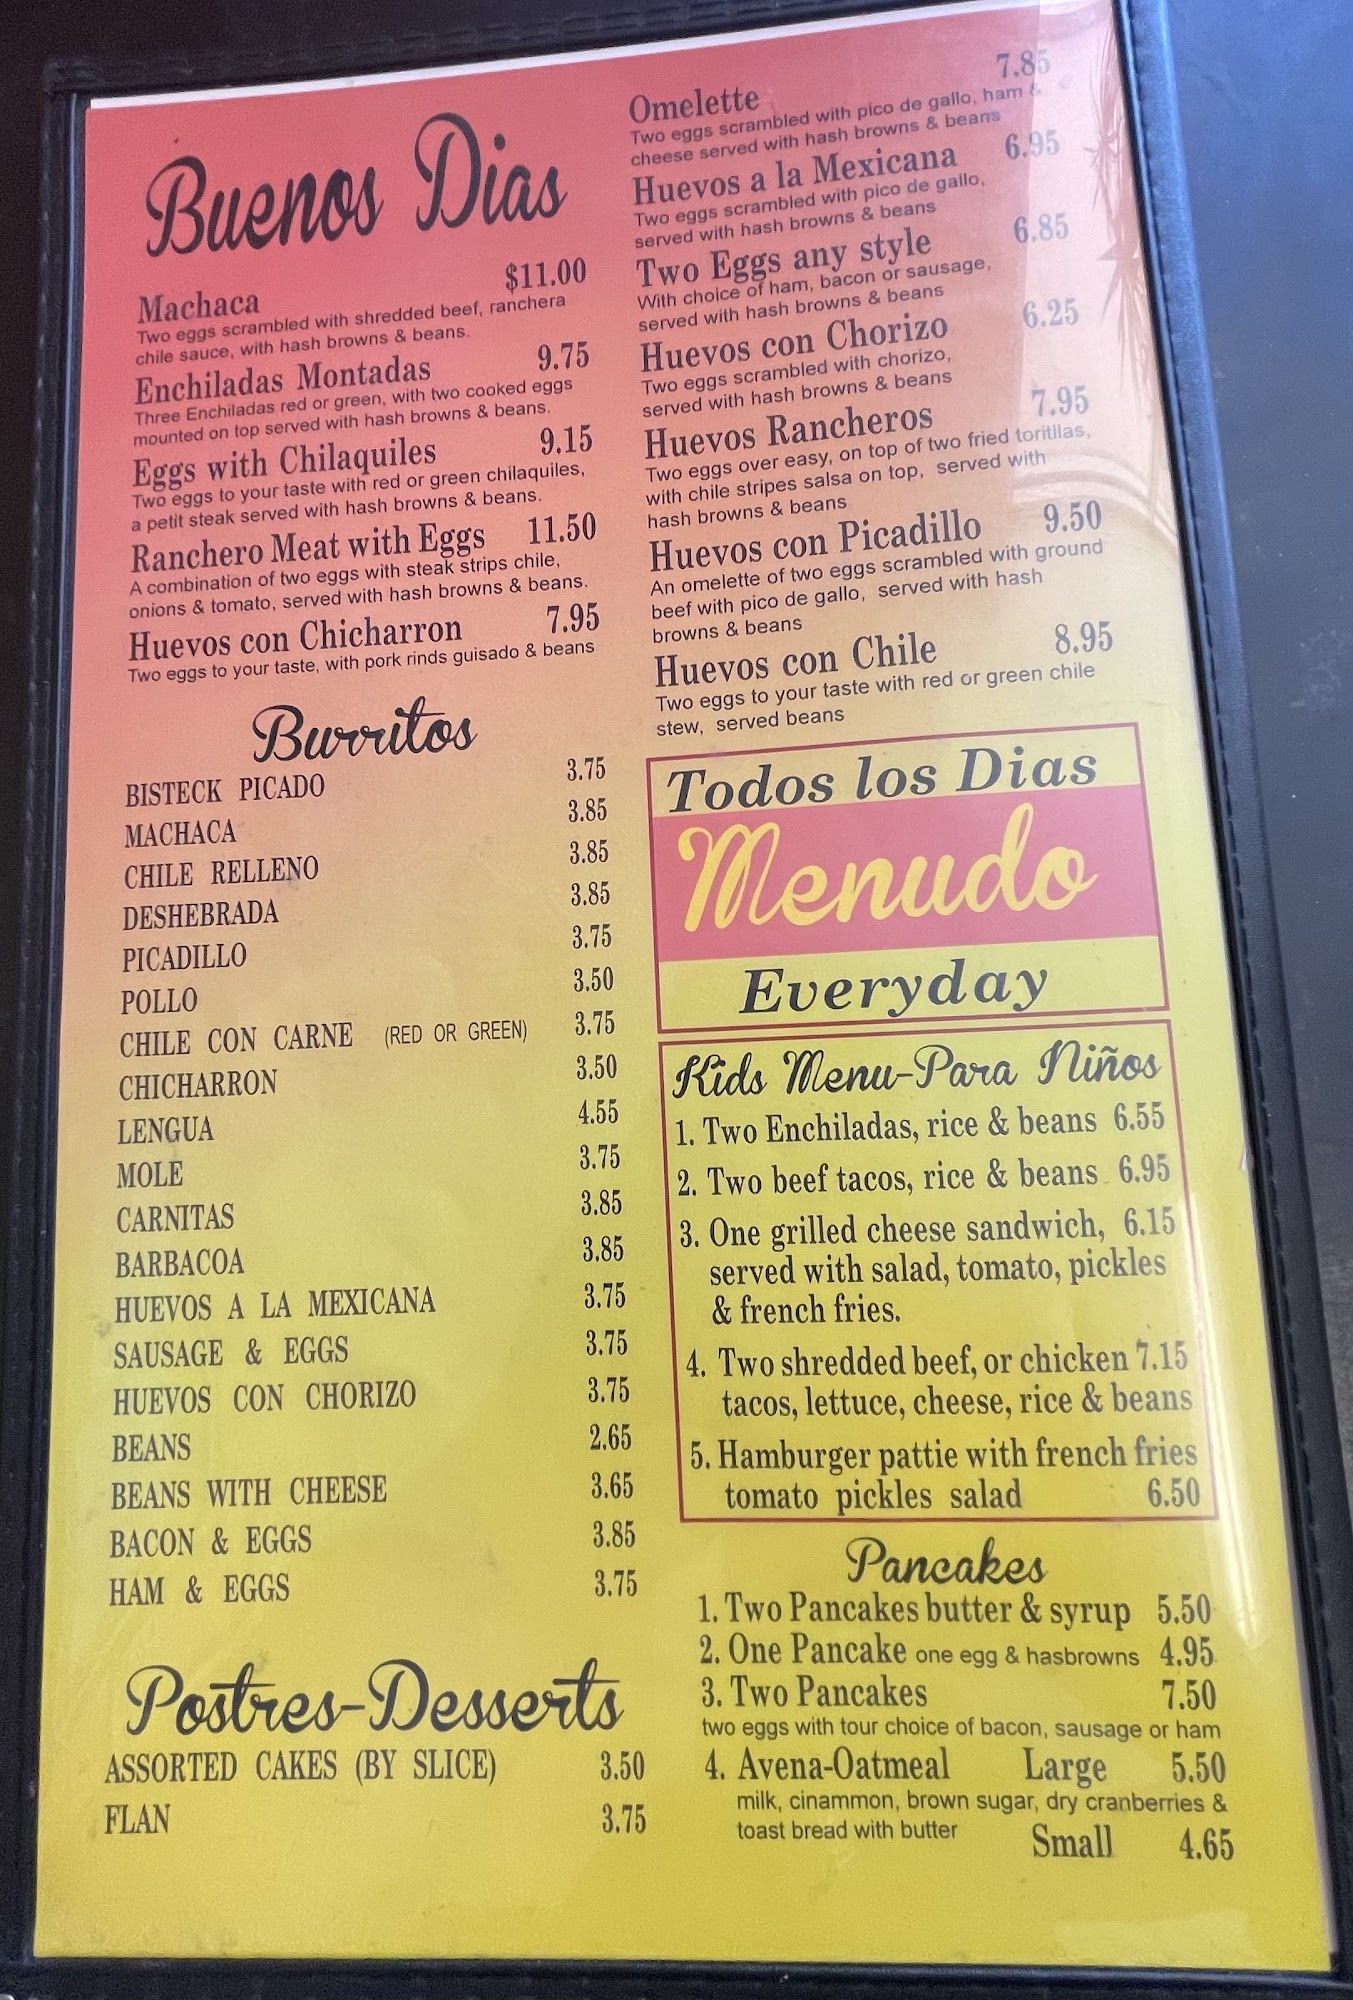 Buenos Dias
Machaca $11.00
Two eggs scrambled with shredded beef, ranchera
chile sauce, with hash browns & beans.
Enchiladas Montadas 9.75
Three Enchiladas red or green, with two cooked eggs
mounted on top served with hash browns & beans.
Eggs with Chilaquiles 9.15
Two eggs to your taste with red or green chilaquiles,
a petit steak served with hash browns & beans.
Ranchero Meat with Eggs 11.50
A combination of two eggs with steak strips chile,
onions & tomato, served with hash browns & beans.
Huevos con Chicharron 7.95
Two eggs to your taste, with pork rinds guisado & beans
Burritos
BISTECK PICADO 3.75
MACHACA 3.85
CHILE RELLENO 3.85
DESHEBRADA 3.85
PICADILLO 3.75
POLLO 3.50
CHILE CON CARNE (RED OR GREEN) 3.75
CHICHARRON 3.50
LENGUA 4.55
MOLE 3.75
CARNITAS 3.85
BARBACOA 3.85
HUEVOS A LA MEXICANA 3.75
SAUSAGE & EGGS 3.75
HUEVOS CON CHORIZO 3.75
BEANS 2.65
BEANS WITH CHEESE 3.65
BACON & EGGS 3.85
HAM & EGGS 3.75
Postres-Desserts
ASSORTED CAKES (BY SLICE) 3.50
FLAN 3.75
Omelette 7.85
Two eggs scrambled with pico de gallo, ham &
cheese served with hash browns & beans
Huevos a la Mexicana 6.95
Two eggs scrambled with pico de gallo,
served with hash browns & beans
Two Eggs any style 6.85
With choice of ham, bacon or sausage,
served with hash browns & beans
Huevos con Chorizo 6.25
Two eggs scrambled with chorizo,
served with hash browns & beans
Huevos Rancheros 7.95
Two eggs over easy, on top of two fried toritllas,
with chile stripes salsa on top, served with
hash browns & beans
Huevos con Picadillo 9.50
An omelette of two eggs scrambled with ground
beef with pico de gallo, served with hash
browns & beans
Huevos con Chile 8.95
Two eggs to your taste with red or green chile
stew, served beans
Todos los Dias
Menudo
Everyday
Kids Menu-Para Niños
1. Two Enchiladas, rice & beans 6.55
2. Two beef tacos, rice & beans 6.95
3. One grilled cheese sandwich, 6.15
served with salad, tomato, pickles
& french fries.
4. Two shredded beef, or chicken 7.15
tacos, lettuce, cheese, rice & beans
5. Hamburger pattie with french fries
tomato pickles salad 6.50
Pancakes
1. Two Pancakes butter & syrup 5.50
2. One Pancake one egg & hasbrowns 4.95
3. Two Pancakes 7.50
two eggs with tour choice of bacon, sausage or ham
4. Avena-Oatmeal Large 5.50
milk, cinammon, brown sugar, dry cranberries &
toast bread with butter Small 4.65